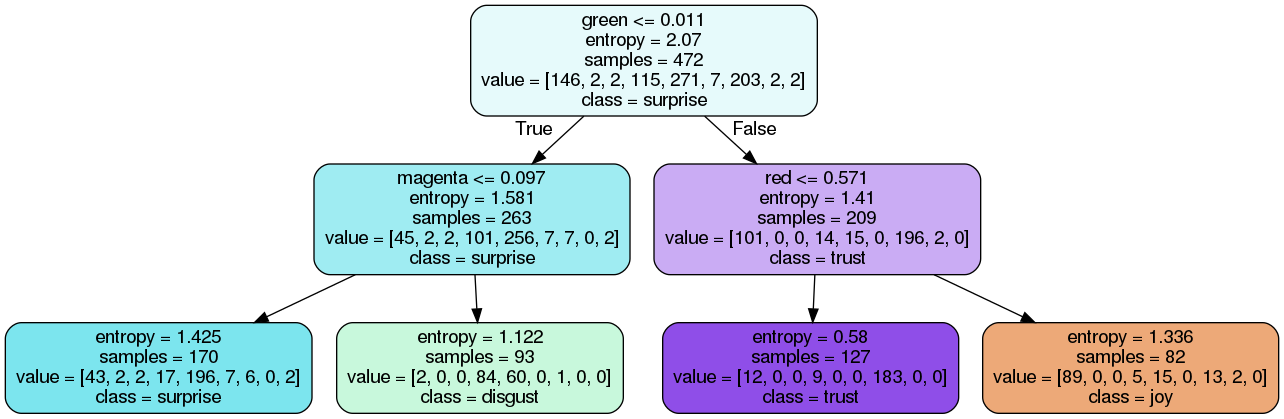 green <= 0.011
entropy = 2.07
samples = 472
value = [146, 2, 2, 115, 271, 7, 203, 2, 2]
class = surprise
True
False
magenta <= 0.097
entropy = 1.581
samples = 263
value = [45, 2, 2, 101, 256, 7, 7, 0, 2]
class = surprise
red <= 0.571
entropy = 1.41
samples = 209
value = [101, 0, 0, 14, 15, 0, 196, 2, 0]
class = trust
entropy = 1.425
samples = 170
value = [43, 2, 2, 17, 196, 7, 6, 0, 2]
class = surprise
entropy = 1.122
samples = 93
value = [2, 0, 0, 84, 60, 0, 1, 0, 0]
class = disgust
entropy = 0.58
samples = 127
value = [12, 0, 0, 9, 0, 0, 183, 0, 0]
class = trust
entropy = 1.336
samples = 82
value = [89, 0, 0, 5, 15, 0, 13, 2, 0]
class = joy